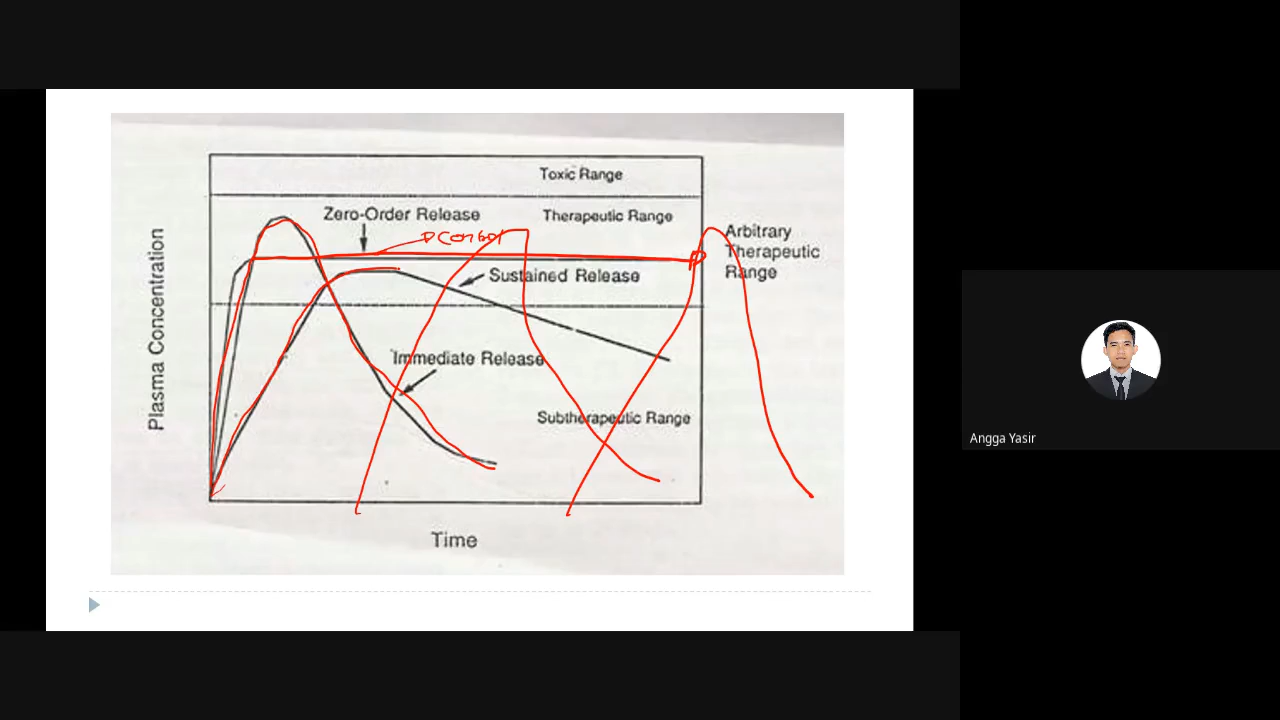 Toxic Range
Zero-Order Release
Therapeutic Range
Control
Arbitrary
Therapeutic
Range
Sustained Release
Immediate Release
Subtherapeutic Range
Plasma Concentration
Time
Angga Yasir